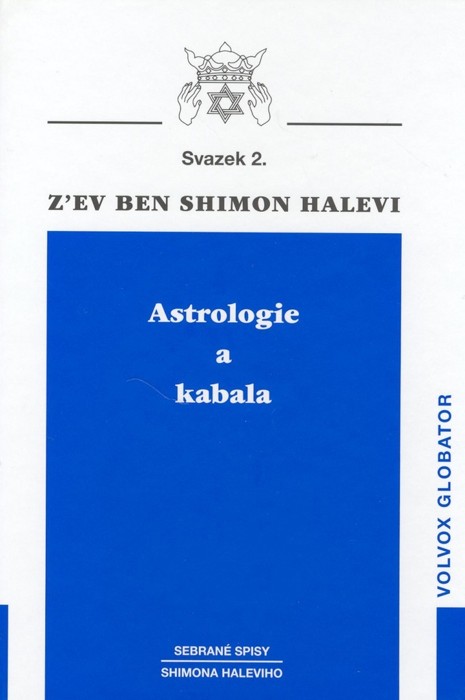 Svazek 2.
Z’EV BEN SHIMON HALEVI
Astrologie
a
kabala
VOLVOX GLOBATOR
SEBRANÉ SPISY
SHIMONA HALEVIHO